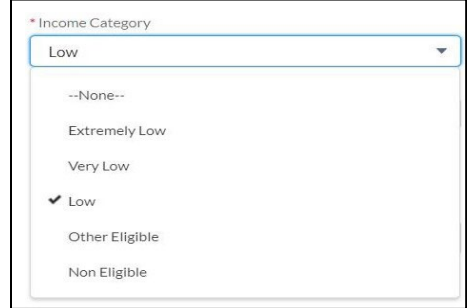 * Income Category
Low
--None--
Extremely Low
Very Low
✔ Low
Other Eligible
Non Eligible